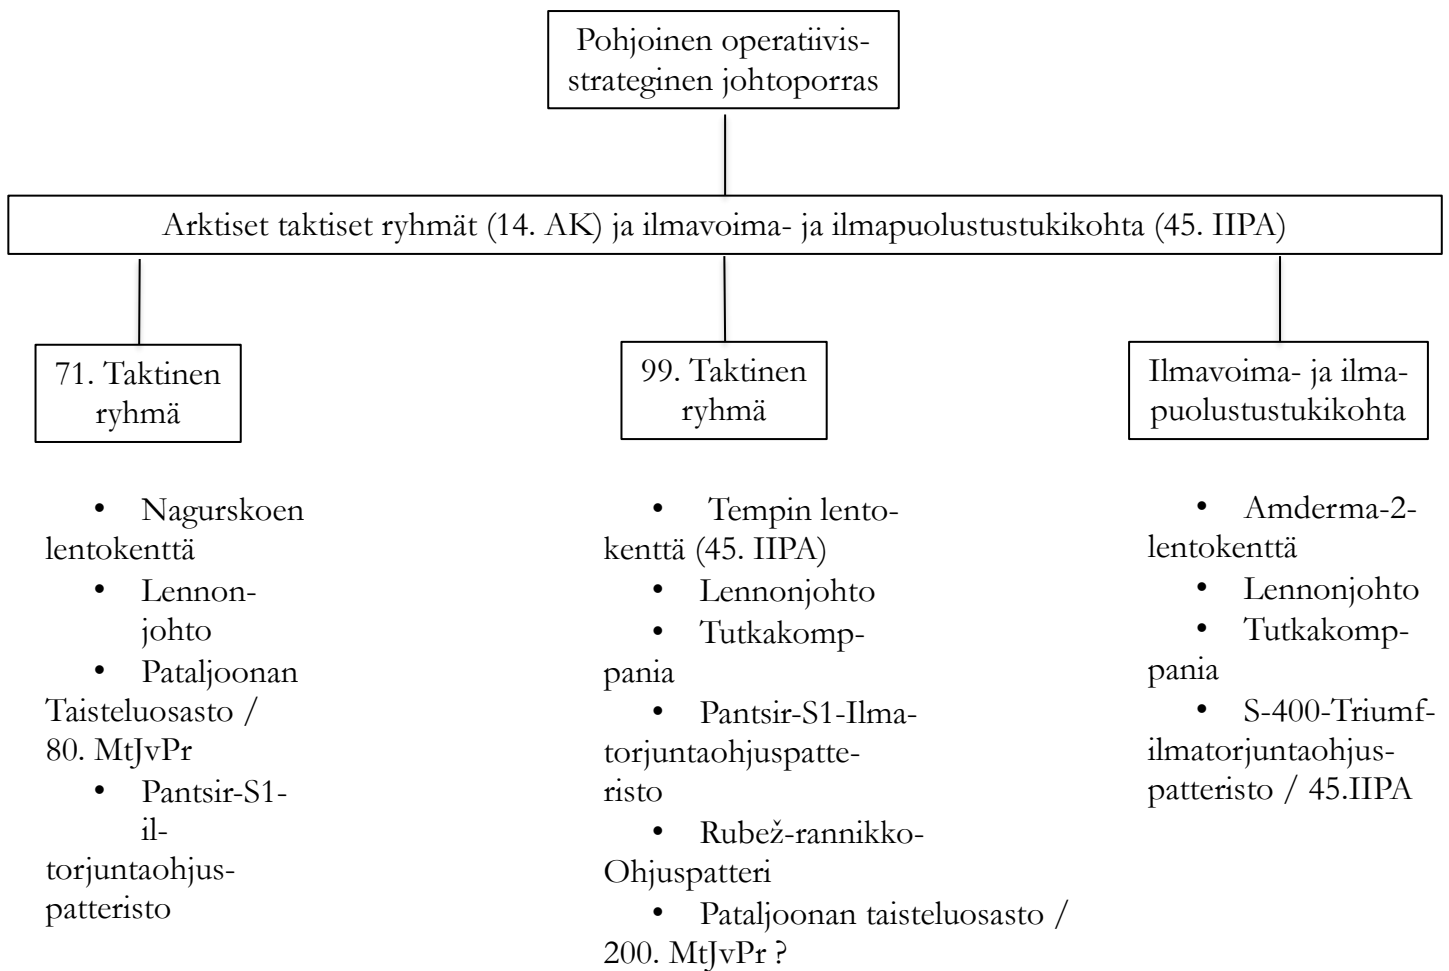 Pohjoinen operatiivis-
strateginen johtoporras
Arktiset taktiset ryhmät (14. AK) ja ilmavoima- ja ilmapuolustustukikohta (45. IIPA)
71. Taktinen
ryhmä
• Nagurskoen
lentokenttä
• Lennon-
johto
• Pataljoonan
Taisteluosasto /
80. MtJvPr
• Pantsir-S1-
il-
torjuntaohjus-
patteristo
99. Taktinen
ryhmä
• Tempin lento-
kenttä (45. IIPA)
• Lennonjohto
• Tutkakomp-
pania
• Pantsir-S1-Ilma-
torjuntaohjuspatte-
risto
• Rubež-rannikko-
Ohjuspatteri
• Pataljoonan taisteluosasto /
200. MtJvPr ?
Ilmavoima- ja ilma-
puolustustukikohta
• Amderma-2-
lentokenttä
• Lennonjohto
• Tutkakomp-
pania
• S-400-Triumf-
ilmatorjuntaohjus-
patteristo / 45.IIPA